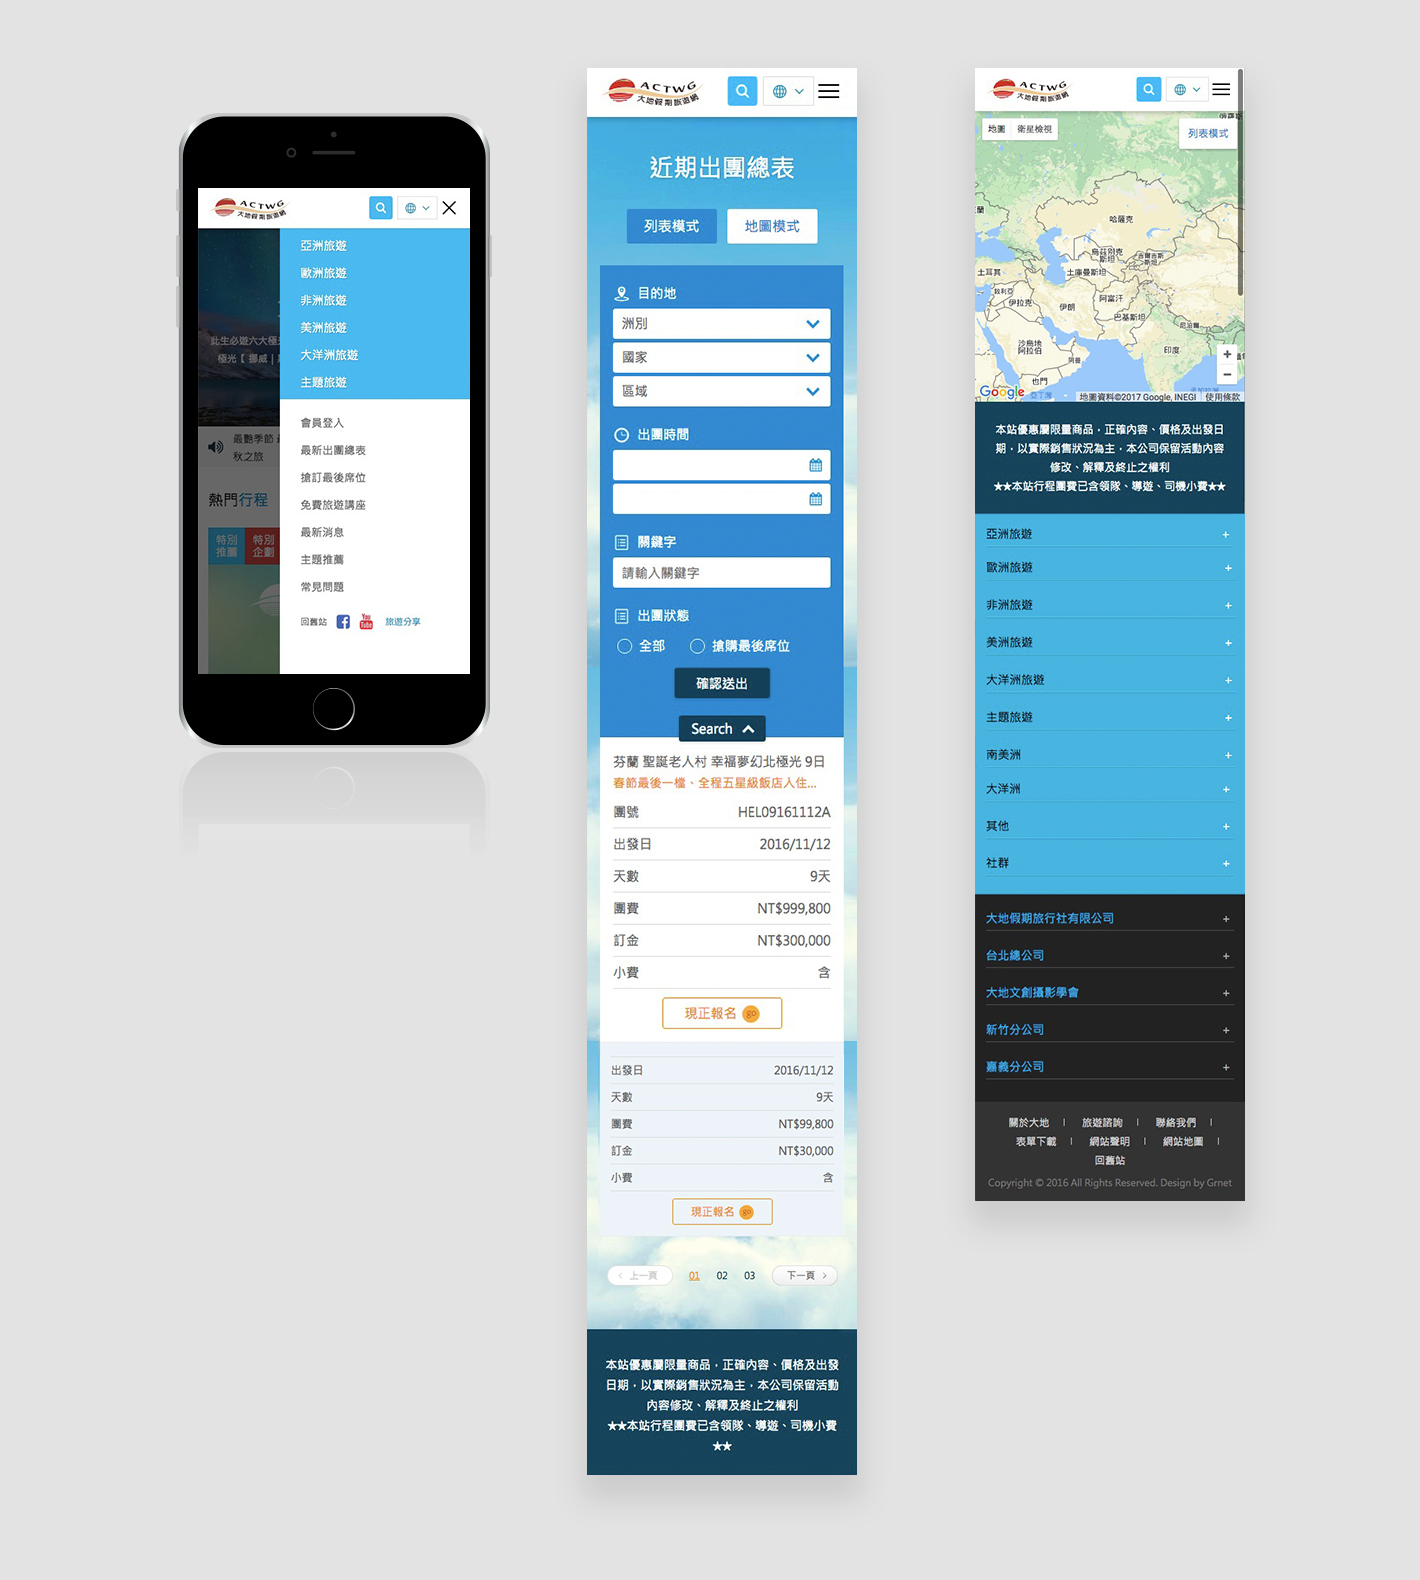 ACTWG
大地假期旅遊網
亞洲旅遊
歐洲旅遊
非洲旅遊
美洲旅遊
大洋洲旅遊
主題旅遊
此生必遊六大極
極光【 挪威 |
會員登入
最新出團總表
搶訂最後席位
免費旅遊講座
最新消息
主題推薦
常見問題
回舊站
You
Tube
旅遊分享
最艷季節
秋之旅
熱門行程
特別
推薦
特別
企劃
ACTWG
大地假期旅遊網
近期出團總表
列表模式
地圖模式
目的地
洲別
國家
區域
出團時間
關鍵字
請輸入關鍵字
出團狀態
全部
搶購最後席位
確認送出
Search
芬蘭 聖誕老人村 幸福夢幻北極光 9日
春節最後一檔、全程五星級飯店入住...
團號 HEL09161112A
出發日 2016/11/12
天數 9天
團費 NT$999,800
訂金 NT$300,000
小費 含
現正報名 go
出發日 2016/11/12
天數 9天
團費 NT$99,800
訂金 NT$30,000
小費 含
現正報名 go
< 上一頁 01 02 03 下一頁 >
本站優惠屬限量商品，正確內容、價格及出發
日期，以實際銷售狀況為主，本公司保留活動
內容修改、解釋及終止之權利
★★本站行程團費已含領隊、導遊、司機小費
★★
ACTWG
大地假期旅遊網
地圖 衛星檢視
列表模式
哈薩克
烏茲別克
斯坦
吉爾吉斯
斯坦
土耳其
土庫曼斯坦
敘利亞
伊拉克
伊朗
阿富汗
巴基斯坦
尼泊爾
沙烏地
阿拉伯
阿曼
印度
也門
Google
亞丁灣
地圖資料©2017 Google, INEGI 使用條款
本站優惠屬限量商品，正確內容、價格及出發日
期，以實際銷售狀況為主，本公司保留活動內容
修改、解釋及終止之權利
★★本站行程團費已含領隊、導遊、司機小費★★
亞洲旅遊 +
歐洲旅遊 +
非洲旅遊 +
美洲旅遊 +
大洋洲旅遊 +
主題旅遊 +
南美洲 +
大洋洲 +
其他 +
社群 +
大地假期旅行社有限公司 +
台北總公司 +
大地文創攝影學會 +
新竹分公司 +
嘉義分公司 +
關於大地 | 旅遊諮詢 | 聯絡我們 |
表單下載 | 網站聲明 | 網站地圖 |
回舊站
Copyright © 2016 All Rights Reserved. Design by Grnet